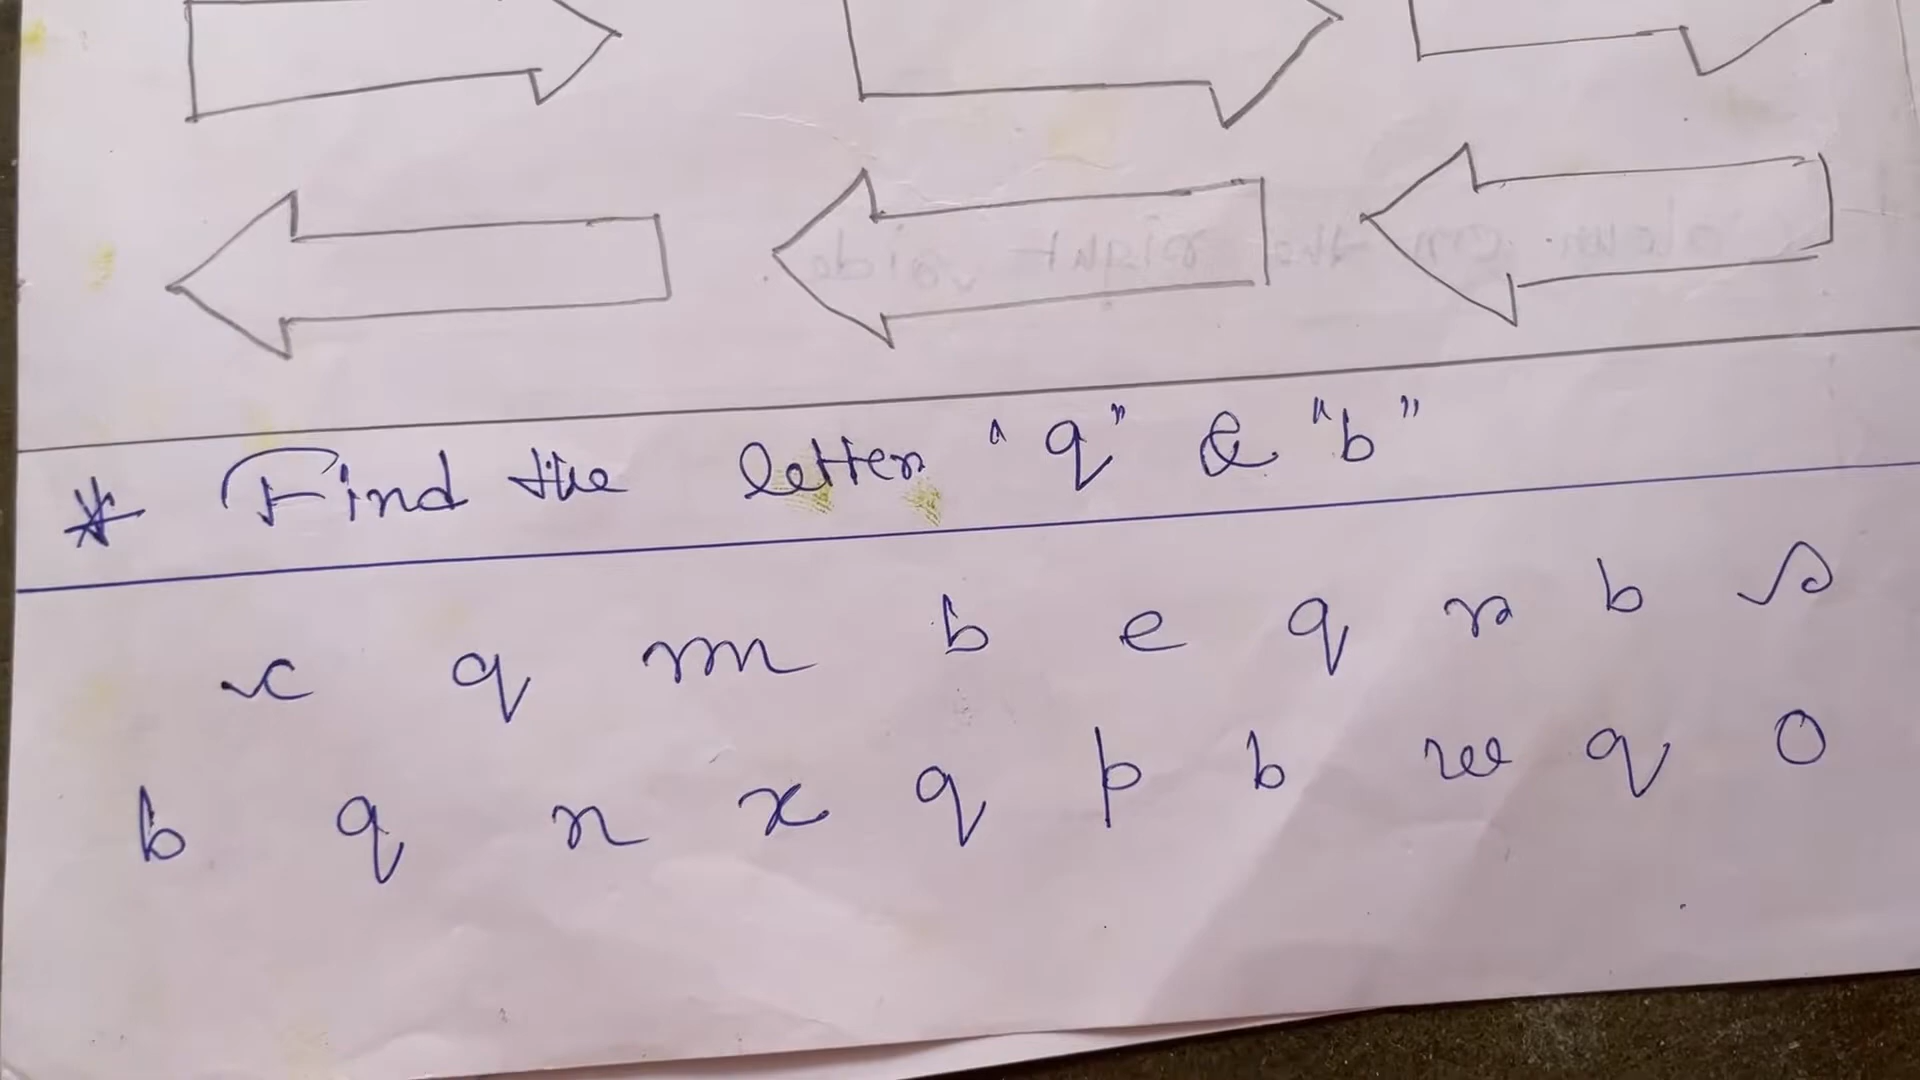 * Find the letter "q" & "b"
c q m b e q r b s
b q n x q p b w q o